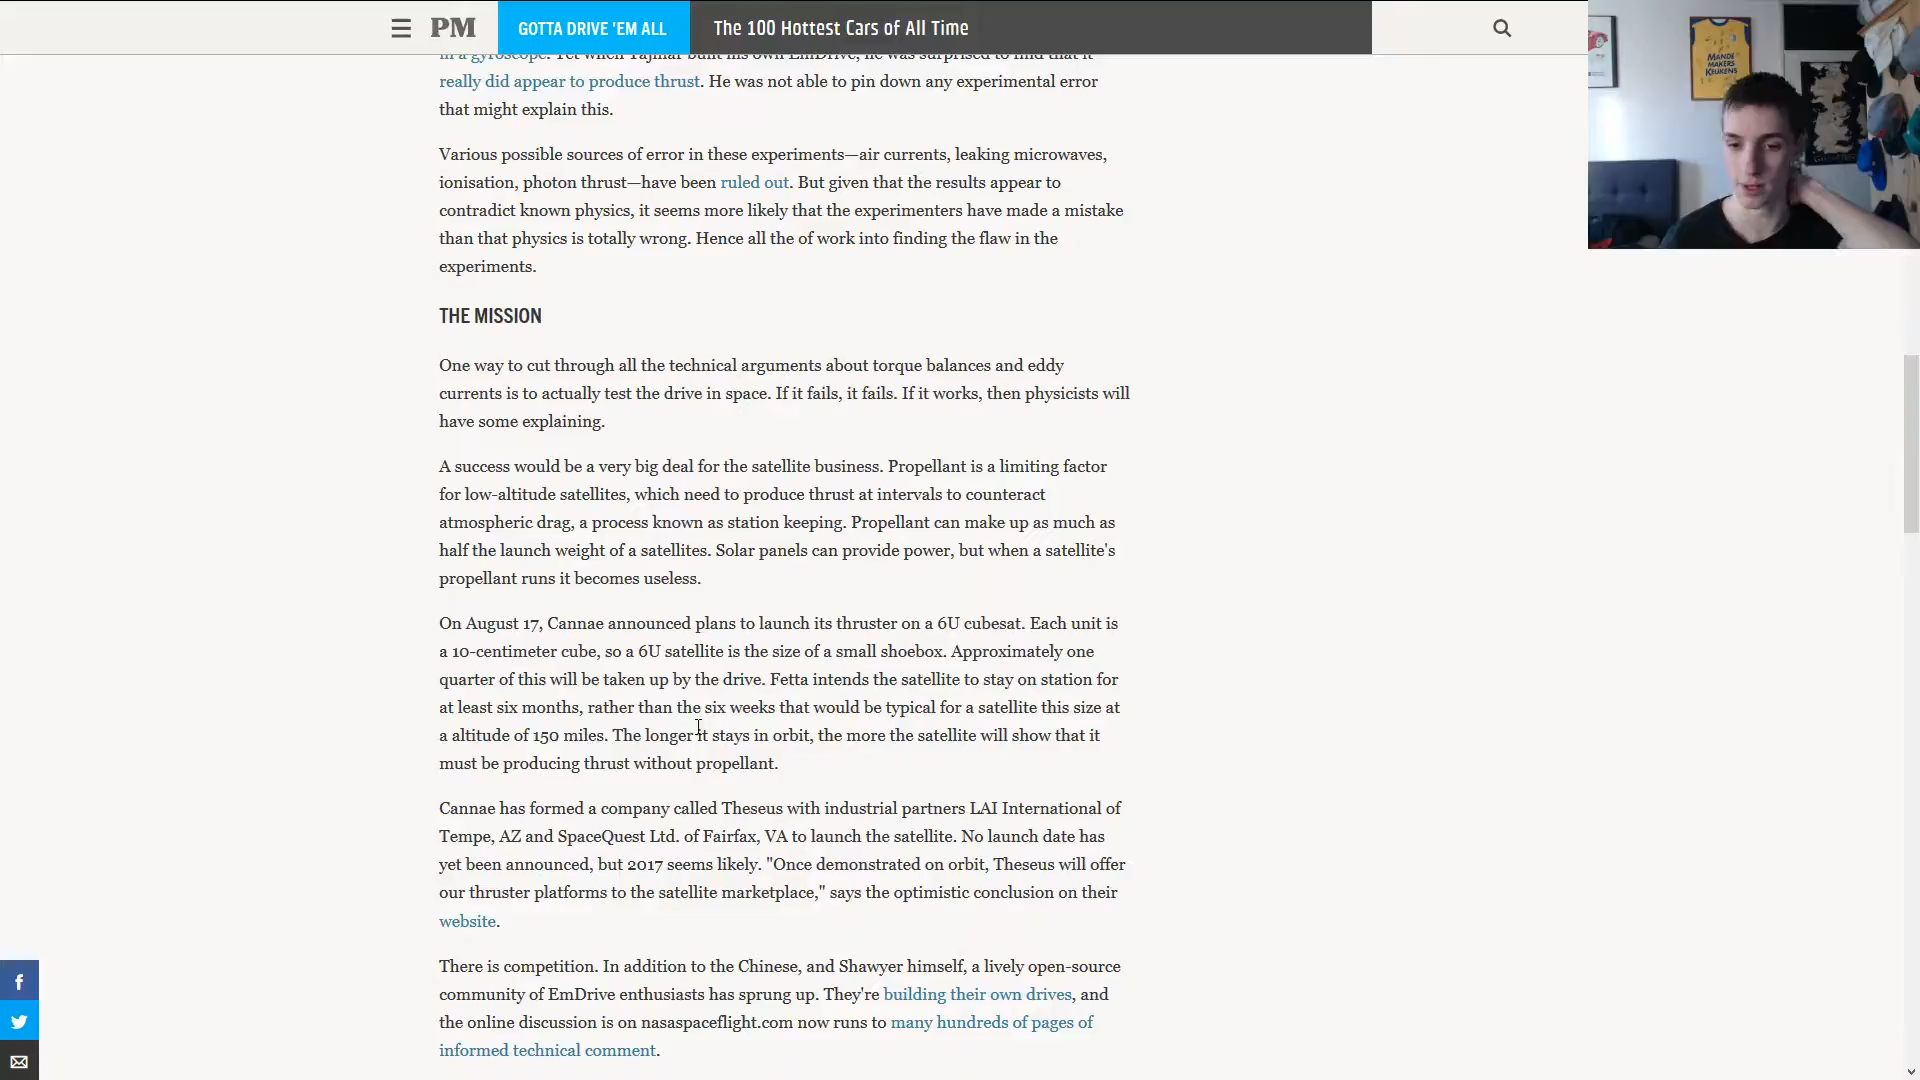 PM
GOTTA DRIVE 'EM ALL
The 100 Hottest Cars of All Time
in a gyroscope. Yet when Tajmar built his own EmDrive, he was surprised to find that it
really did appear to produce thrust. He was not able to pin down any experimental error
that might explain this.
Various possible sources of error in these experiments—air currents, leaking microwaves,
ionisation, photon thrust—have been ruled out. But given that the results appear to
contradict known physics, it seems more likely that the experimenters have made a mistake
than that physics is totally wrong. Hence all the of work into finding the flaw in the
experiments.
THE MISSION
One way to cut through all the technical arguments about torque balances and eddy
currents is to actually test the drive in space. If it fails, it fails. If it works, then physicists will
have some explaining.
A success would be a very big deal for the satellite business. Propellant is a limiting factor
for low-altitude satellites, which need to produce thrust at intervals to counteract
atmospheric drag, a process known as station keeping. Propellant can make up as much as
half the launch weight of a satellites. Solar panels can provide power, but when a satellite's
propellant runs it becomes useless.
On August 17, Cannae announced plans to launch its thruster on a 6U cubesat. Each unit is
a 10-centimeter cube, so a 6U satellite is the size of a small shoebox. Approximately one
quarter of this will be taken up by the drive. Fetta intends the satellite to stay on station for
at least six months, rather than the six weeks that would be typical for a satellite this size at
a altitude of 150 miles. The longer it stays in orbit, the more the satellite will show that it
must be producing thrust without propellant.
Cannae has formed a company called Theseus with industrial partners LAI International of
Tempe, AZ and SpaceQuest Ltd. of Fairfax, VA to launch the satellite. No launch date has
yet been announced, but 2017 seems likely. "Once demonstrated on orbit, Theseus will offer
our thruster platforms to the satellite marketplace," says the optimistic conclusion on their
website.
There is competition. In addition to the Chinese, and Shawyer himself, a lively open-source
community of EmDrive enthusiasts has sprung up. They're building their own drives, and
the online discussion is on nasaspaceflight.com now runs to many hundreds of pages of
informed technical comment.
MANDE
MAKERS
KEUKENS